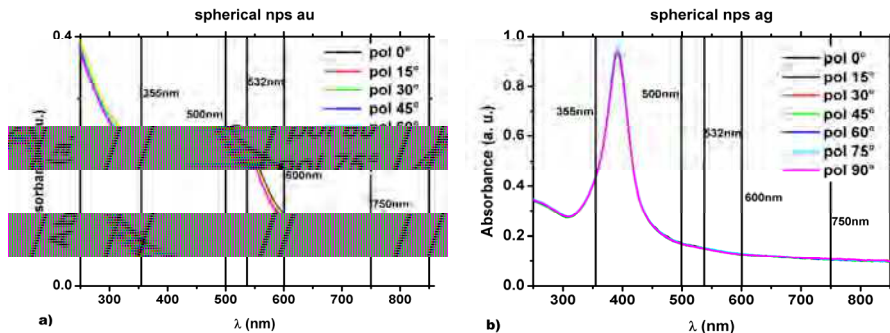 spherical nps au
0.4
pol 0°
pol 15°
pol 30°
pol 45°
355nm
500nm
532nm
600nm
750nm
0.0
300
400
500
600
700
800
λ (nm)
a)
spherical nps ag
Absorbance (a. u.)
1.0
0.8
0.6
0.4
0.2
0.0
355nm
500nm
532nm
600nm
750nm
pol 0°
pol 15°
pol 30°
pol 45°
pol 60°
pol 75°
pol 90°
300
400
500
600
700
800
λ (nm)
b)